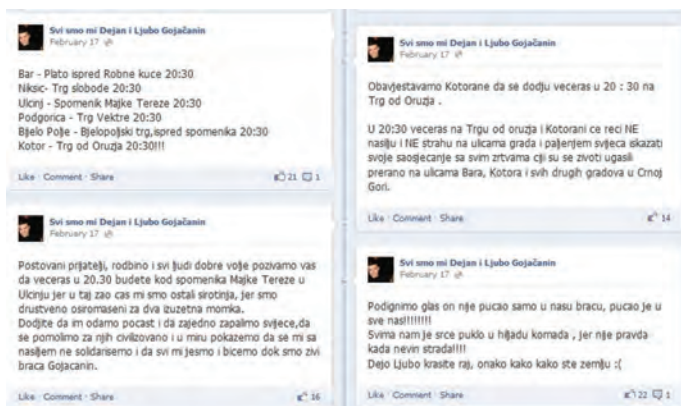 Svi smo mi Dejan i Ljubo Gojačanin
February 17
Bar - Plato ispred Robne kuce 20:30
Niksic- Trg slobode 20:30
Ulcinj - Spomenik Majke Tereze 20:30
Podgorica - Trg Vektre 20:30
Bijelo Polje - Bjelopoljski trg,ispred spomenika 20:30
Kotor - Trg od Oruzja 20:30!!!
Like · Comment · Share
21 1
Svi smo mi Dejan i Ljubo Gojačanin
February 17
Postovani prijatelji, rodbino i svi ljudi dobre volje pozivamo vas
da veceras u 20.30 budete kod spomenika Majke Tereze u
Ulcinju jer u taj zao cas mi smo ostali sirotinja, jer smo
drustveno osiromaseni za dva izuzetna momka.
Dodjite da im odamo pocast i da zajedno zapalimo svijece,da
se pomolimo za njih civilizovano i u miru pokazemo da se mi sa
nasiljem ne solidarisemo i da svi mi jesmo i bicemo dok smo zivi
braca Gojacanin.
Like · Comment · Share
16
Svi smo mi Dejan i Ljubo Gojačanin
February 17
Obavjestavamo Kotorane da se dodju veceras u 20 : 30 na
Trg od Oruzja .
U 20:30 veceras na Trgu od oruzja i Kotorani ce reci NE
nasilju i NE strahu na ulicama grada i paljenjem svijeca iskazati
svoje saosjecanje sa svim zrtvama ciji su se zivoti ugasili
prerano na ulicama Bara, Kotora i svih drugih gradova u Crnoj
Gori.
Like · Comment · Share
14
Svi smo mi Dejan i Ljubo Gojačanin
February 17
Podignimo glas on nije pucao samo u nasu bracu, pucao je u
sve nas!!!!!!!!
Svima nam je srce puklo u hiljadu komada , jer nije pravda
kada nevin strada!!!!
Dejo Ljubo krasite raj, onako kako kako ste zemlju :(
Like · Comment · Share
22 1